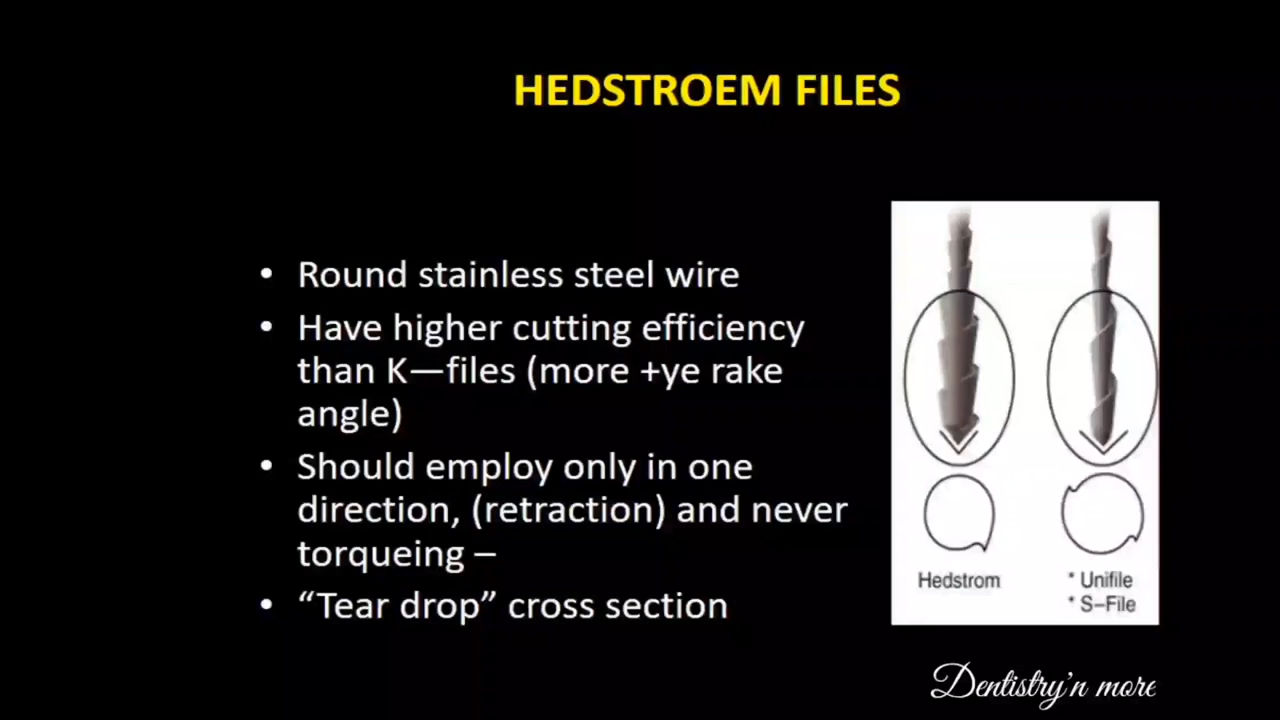 HEDSTROEM FILES
• Round stainless steel wire
• Have higher cutting efficiency
than K—files (more +ye rake
angle)
• Should employ only in one
direction, (retraction) and never
torqueing –
• “Tear drop” cross section
Hedstrom
* Unifile
* S–File
Dentistry'n more